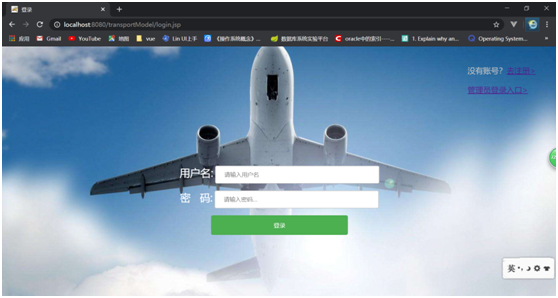 登录
localhost:8080/transportModel/login.jsp
应用 Gmail YouTube 地图 vue Lin UI上手 《操作系统概念》... 数据库系统实验平台 oracle中的索引-... 1. Explain why an... Operating System... »
没有账号? 去注册>
管理员登录入口>
用户名: 请输入用户名
密 码: 请输入密码...
登录
英